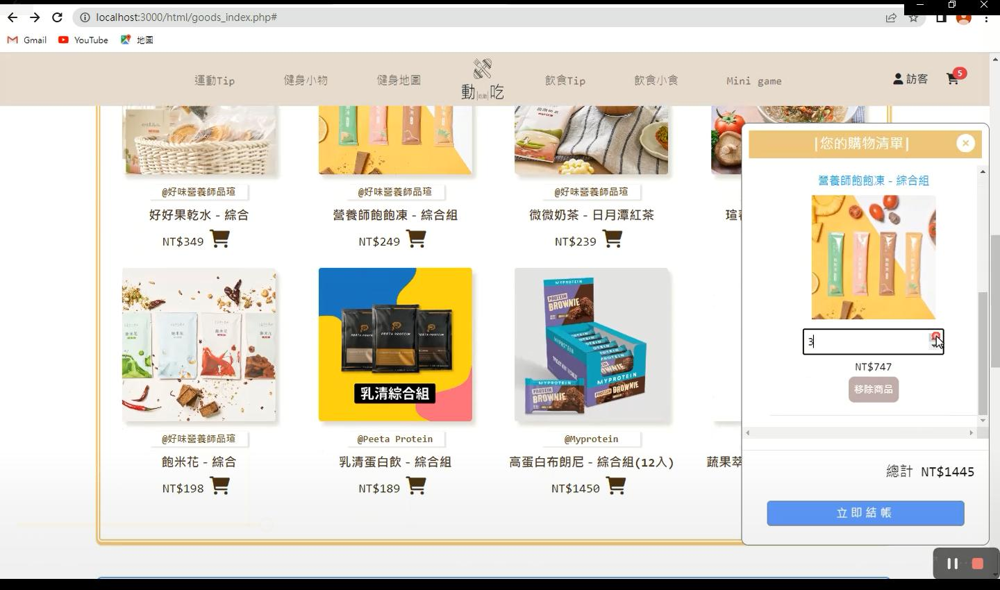 localhost:3000/html/goods_index.php#
Gmail
YouTube
地圖
運動Tip
健身小物
健身地圖
動
吃
飲食Tip
飲食小食
Mini game
訪客
5
@好味營養師品瑄
好好果乾水 - 綜合
NT$349
@好味營養師品瑄
營養師飽飽凍 - 綜合組
NT$249
@好味營養師品瑄
微微奶茶 - 日月潭紅茶
NT$239
@好味營養師品瑄
飽米花 - 綜合
NT$198
PEETA PROTEIN
乳清綜合組
@Peeta Protein
乳清蛋白飲 - 綜合組
NT$189
MYPROTEIN
PROTEIN
BROWNIE
MYPROTEIN
PROTEIN
BROWNIE
@Myprotein
高蛋白布朗尼 - 綜合組(12入)
NT$1450
蔬果萃
|您的購物清單|
營養師飽飽凍 - 綜合組
3
NT$747
移除商品
總計 NT$1445
立即結帳